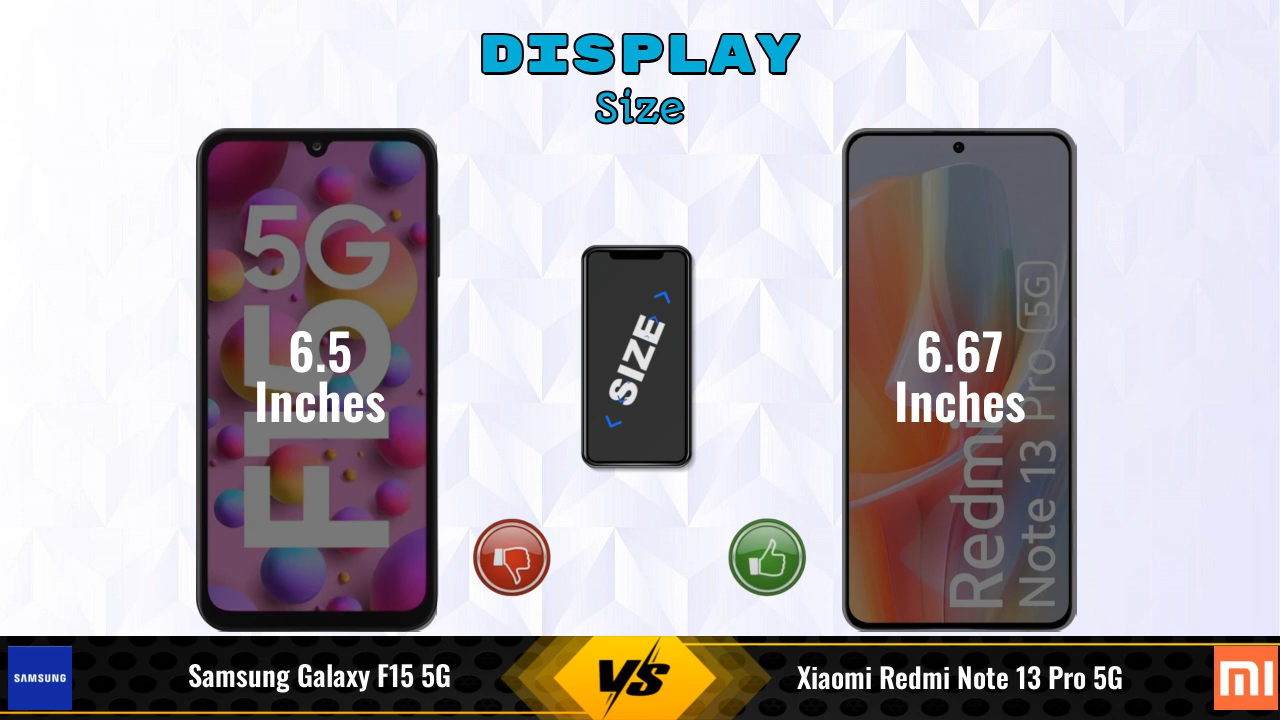 DISPLAY
Size
5G
F15
6.5
Inches
SIZE
6.67
Inches
Redmi
Note 13 Pro 5G
SAMSUNG
Samsung Galaxy F15 5G
VS
Xiaomi Redmi Note 13 Pro 5G
MI